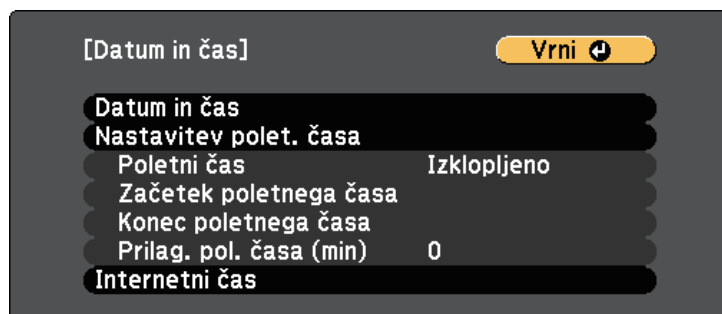 [Datum in čas] Vrni
Datum in čas
Nastavitev polet. časa
Poletni čas Izklopljeno
Začetek poletnega časa
Konec poletnega časa
Prilag. pol. časa (min) 0
Internetni čas